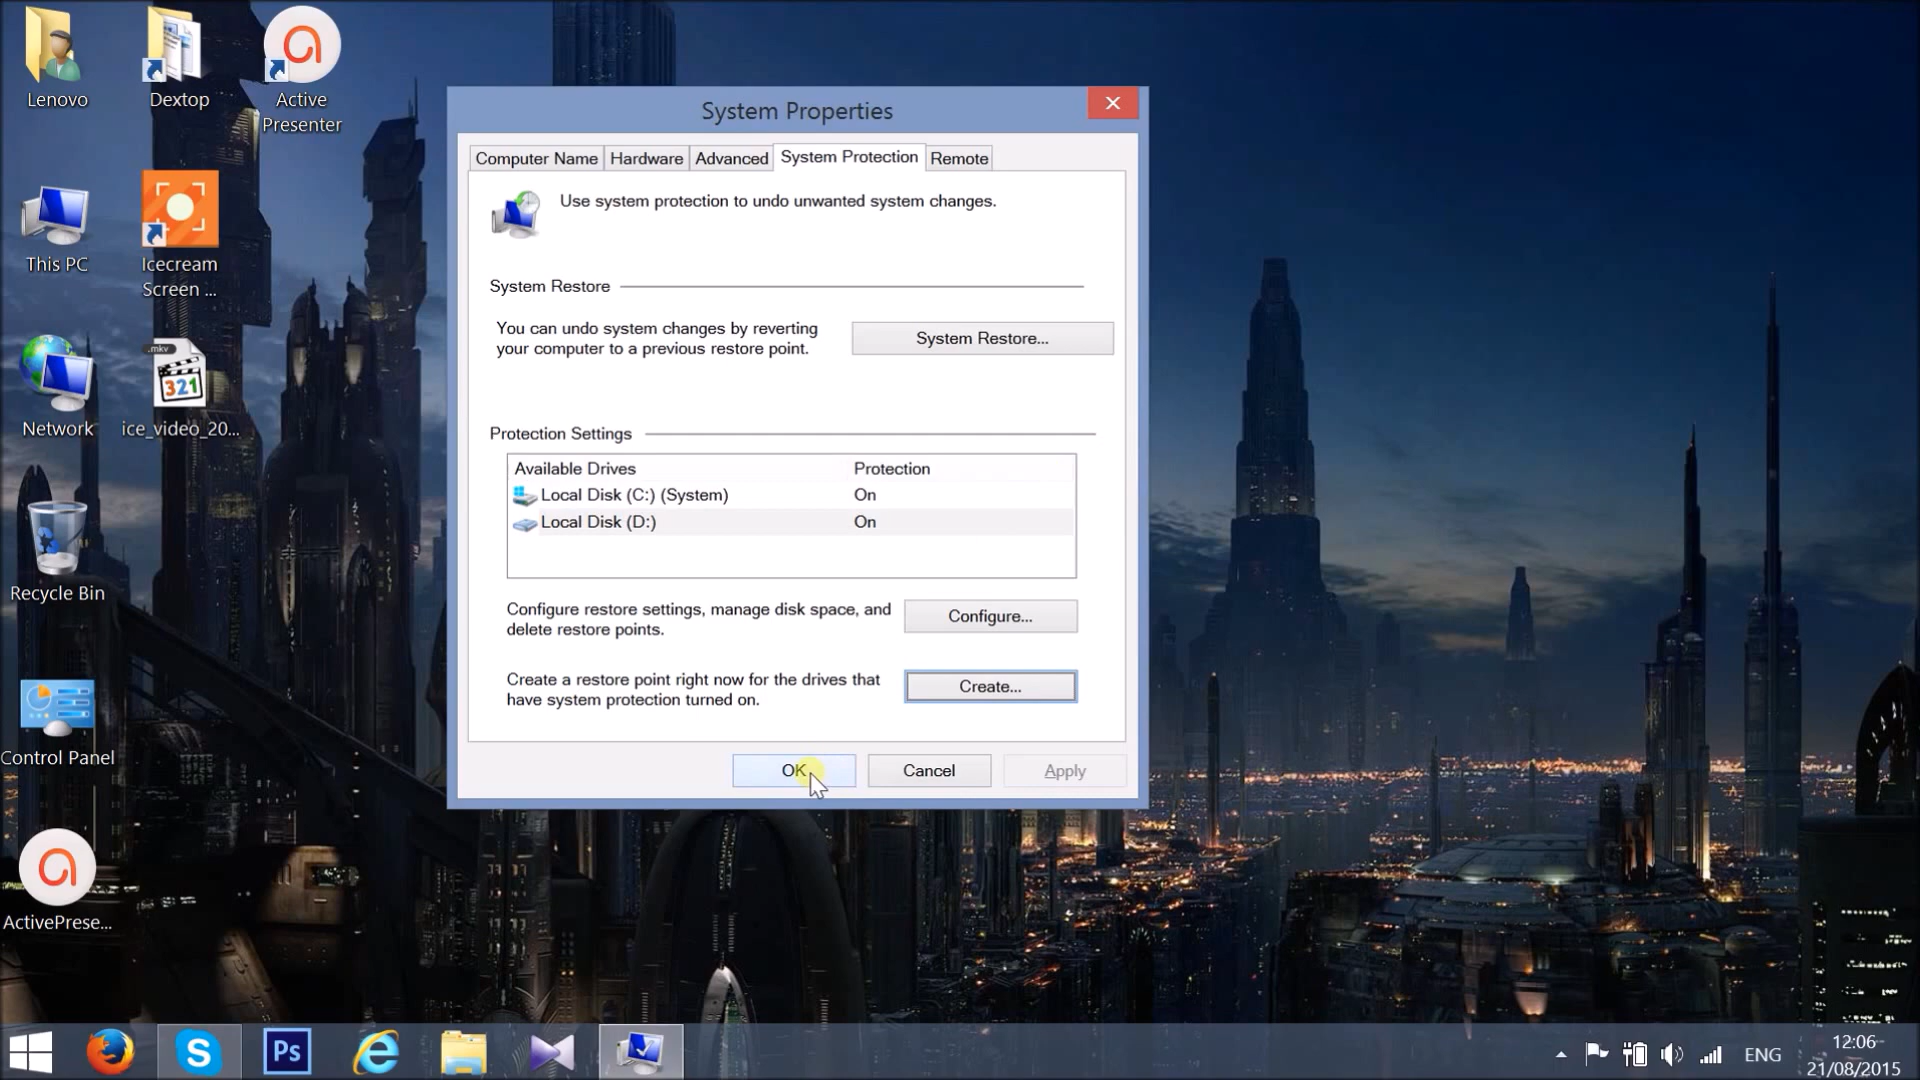 Lenovo
Dextop
Active
Presenter
This PC
Icecream
Screen ...
Network
.mkv
321
ice_video_20...
Recycle Bin
Control Panel
ActivePrese...
System Properties
Computer Name
Hardware
Advanced
System Protection
Remote
Use system protection to undo unwanted system changes.
System Restore
You can undo system changes by reverting
your computer to a previous restore point.
System Restore...
Protection Settings
Available Drives Protection
Local Disk (C:) (System) On
Local Disk (D:) On
Configure restore settings, manage disk space, and
delete restore points.
Configure...
Create a restore point right now for the drives that
have system protection turned on.
Create...
OK
Cancel
Apply
S
Ps
ENG
12:06
21/08/2015